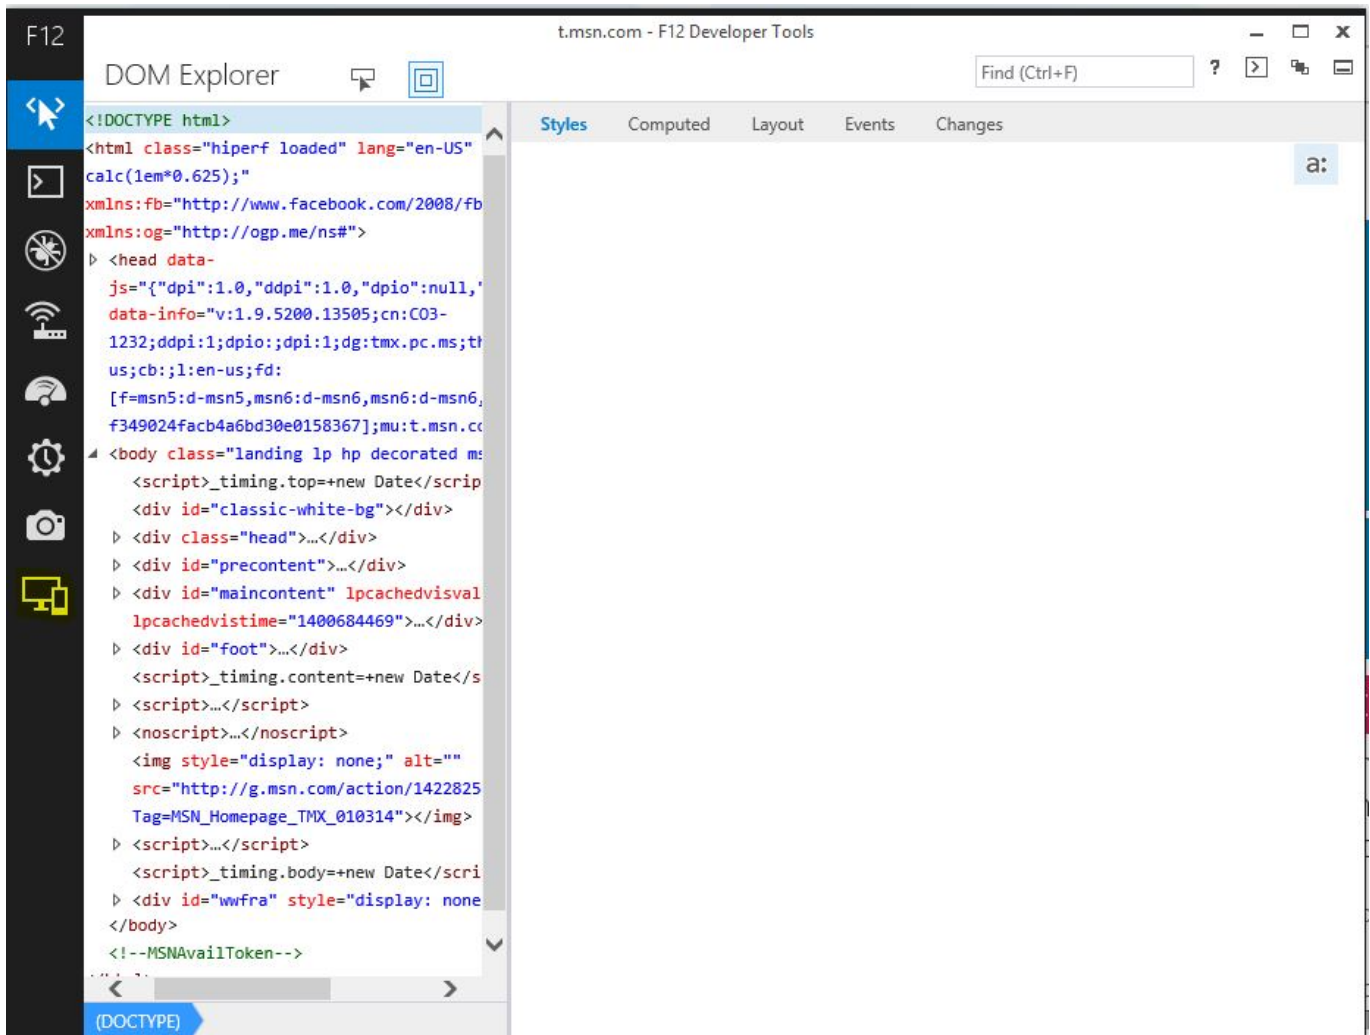 F12
t.msn.com - F12 Developer Tools
DOM Explorer
Find (Ctrl+F)
?
<!DOCTYPE html>
<html class="hiperf loaded" lang="en-US"
calc(1em*0.625);"
xmlns:fb="http://www.facebook.com/2008/fb
xmlns:og="http://ogp.me/ns#">
<head data-
js="{"dpi":1.0,"ddpi":1.0,"dpio":null,"
data-info="v:1.9.5200.13505;cn:CO3-
1232;ddpi:1;dpio:;dpi:1;dg:tmx.pc.ms;th
us;cb:;l:en-us;fd:
[f=msn5:d-msn5,msn6:d-msn6,msn6:d-msn6,
f349024facb4a6bd30e0158367];mu:t.msn.co
<body class="landing lp hp decorated ms
<script>_timing.top=+new Date</scrip
<div id="classic-white-bg"></div>
<div class="head">…</div>
<div id="precontent">…</div>
<div id="maincontent" lpcachedvisval
lpcachedvistime="1400684469">…</div>
<div id="foot">…</div>
<script>_timing.content=+new Date</s
<script>…</script>
<noscript>…</noscript>
<img style="display: none;" alt=""
src="http://g.msn.com/action/1422825
Tag=MSN_Homepage_TMX_010314"></img>
<script>…</script>
<script>_timing.body=+new Date</scri
<div id="wwfra" style="display: none
</body>
<!--MSNAvailToken-->
(DOCTYPE)
Styles Computed Layout Events Changes
a: